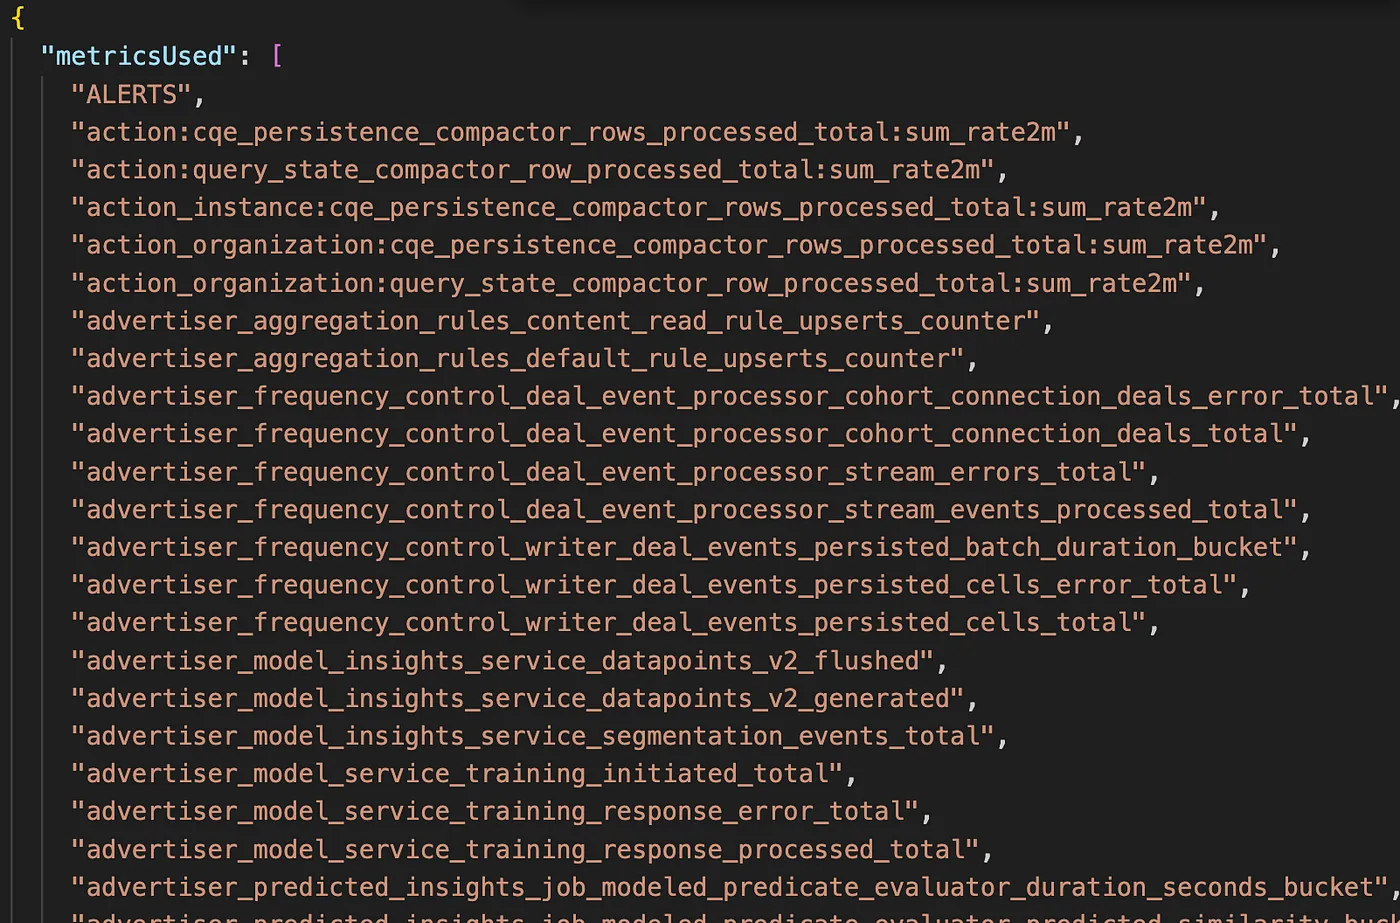 {
"metricsUsed": [
"ALERTS",
"action:cqe_persistence_compactor_rows_processed_total:sum_rate2m",
"action:query_state_compactor_row_processed_total:sum_rate2m",
"action_instance:cqe_persistence_compactor_rows_processed_total:sum_rate2m",
"action_organization:cqe_persistence_compactor_rows_processed_total:sum_rate2m",
"action_organization:query_state_compactor_row_processed_total:sum_rate2m",
"advertiser_aggregation_rules_content_read_rule_upserts_counter",
"advertiser_aggregation_rules_default_rule_upserts_counter",
"advertiser_frequency_control_deal_event_processor_cohort_connection_deals_error_total",
"advertiser_frequency_control_deal_event_processor_cohort_connection_deals_total",
"advertiser_frequency_control_deal_event_processor_stream_errors_total",
"advertiser_frequency_control_deal_event_processor_stream_events_processed_total",
"advertiser_frequency_control_writer_deal_events_persisted_batch_duration_bucket",
"advertiser_frequency_control_writer_deal_events_persisted_cells_error_total",
"advertiser_frequency_control_writer_deal_events_persisted_cells_total",
"advertiser_model_insights_service_datapoints_v2_flushed",
"advertiser_model_insights_service_datapoints_v2_generated",
"advertiser_model_insights_service_segmentation_events_total",
"advertiser_model_service_training_initiated_total",
"advertiser_model_service_training_response_error_total",
"advertiser_model_service_training_response_processed_total",
"advertiser_predicted_insights_job_modeled_predicate_evaluator_duration_seconds_bucket",